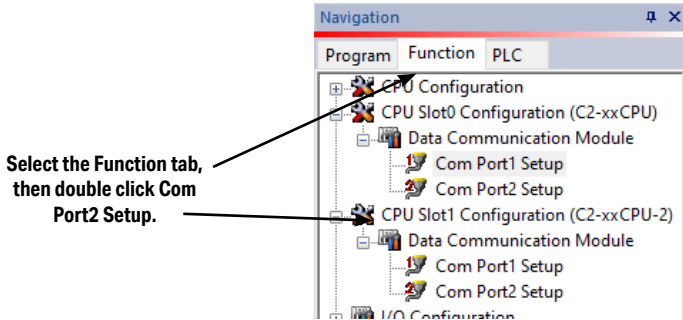 Navigation
Program Function PLC
CPU Configuration
CPU Slot0 Configuration (C2-xxCPU)
Data Communication Module
Com Port1 Setup
Com Port2 Setup
CPU Slot1 Configuration (C2-xxCPU-2)
Data Communication Module
Com Port1 Setup
Com Port2 Setup
I/O Configuration
Select the Function tab,
then double click Com
Port2 Setup.